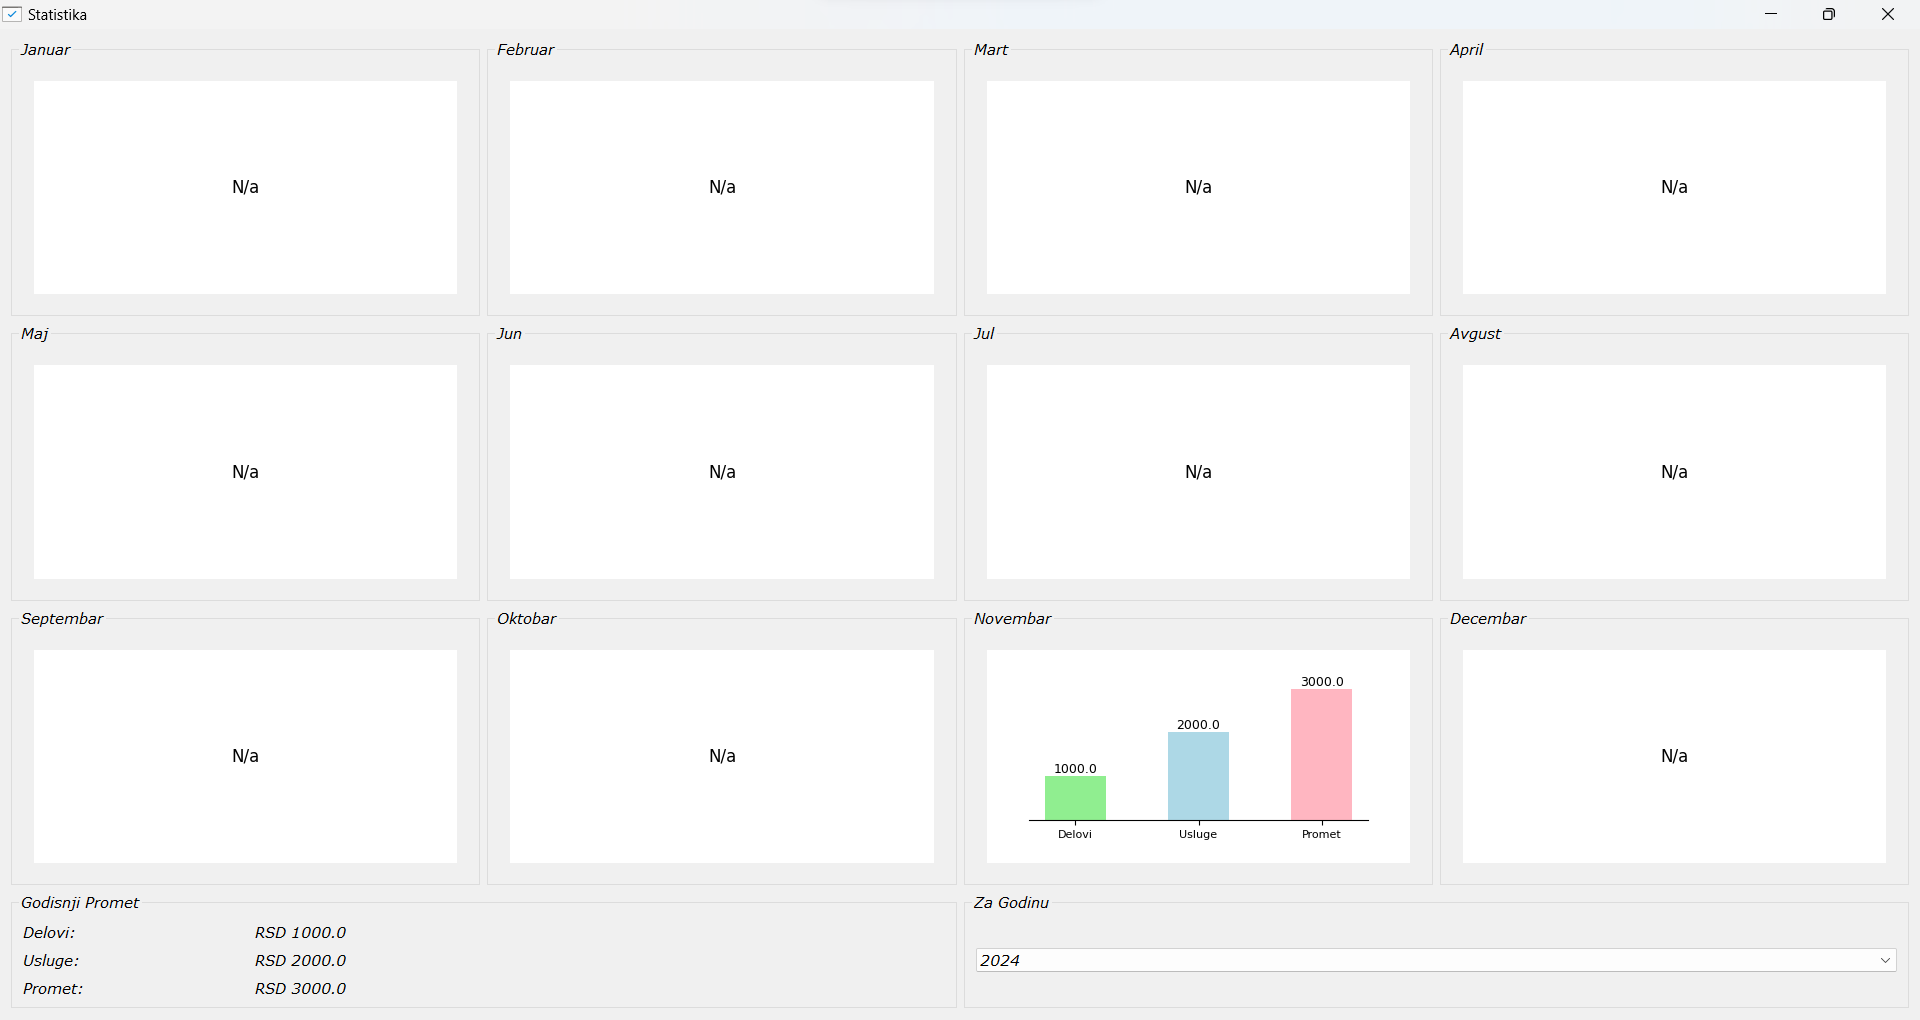 Statistika
Januar
Februar
Mart
April
N/a
N/a
N/a
N/a
Maj
Jun
Jul
Avgust
N/a
N/a
N/a
N/a
Septembar
Oktobar
Novembar
Decembar
N/a
N/a
3000.0
2000.0
1000.0
Delovi
Usluge
Promet
N/a
Godisnji Promet
Delovi: RSD 1000.0
Usluge: RSD 2000.0
Promet: RSD 3000.0
Za Godinu
2024